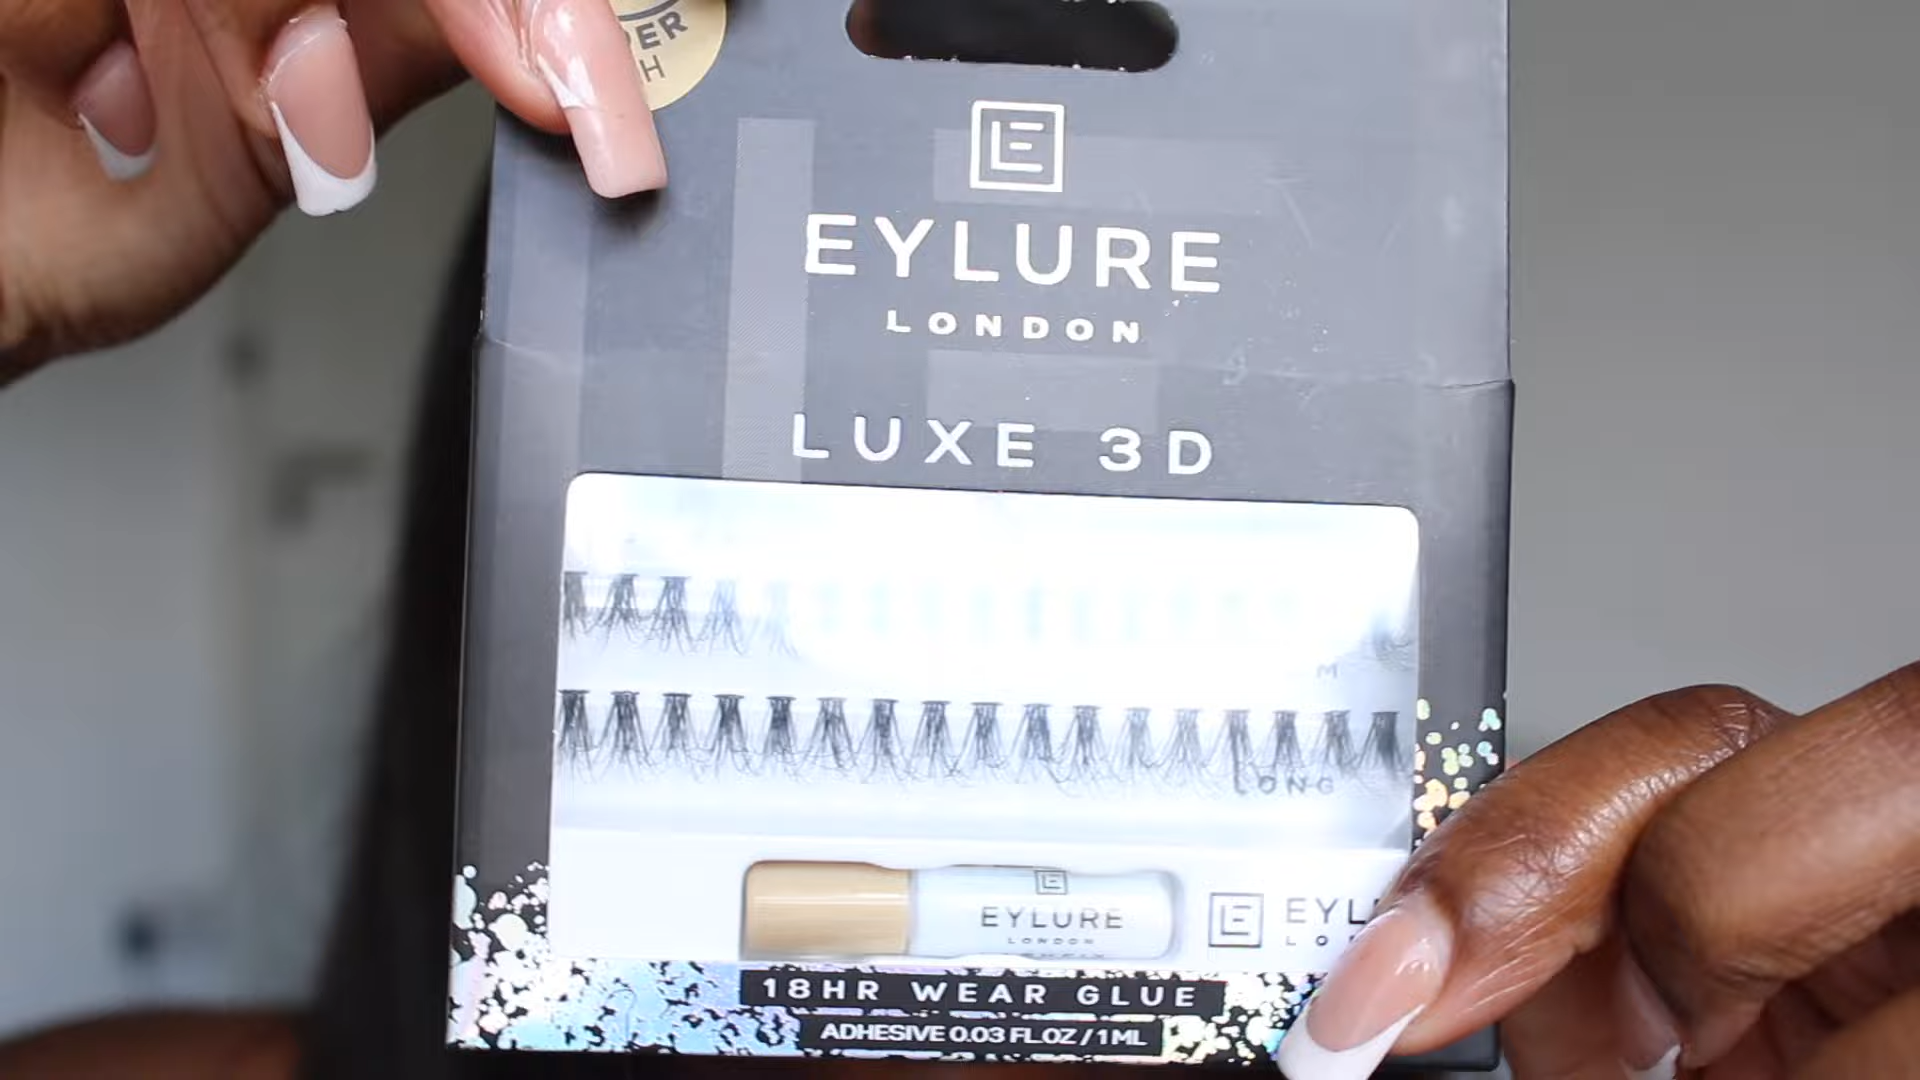 EYLURE
LONDON
LUXE 3D
M
LONG
EYLURE
LONDON
18HR WEAR GLUE
ADHESIVE 0.03 FL.OZ / 1ML